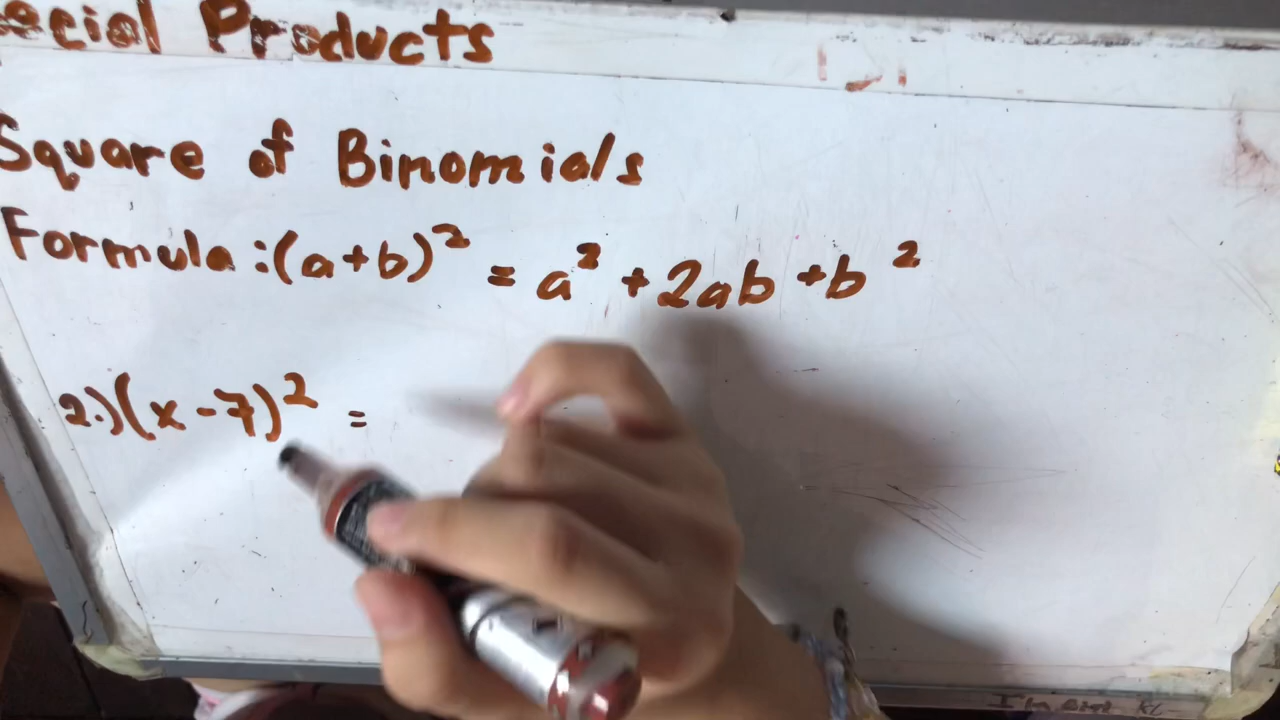 ecial Products
Square of Binomials
Formula:(a+b)² = a² + 2ab + b²
2.)(x-7)² =